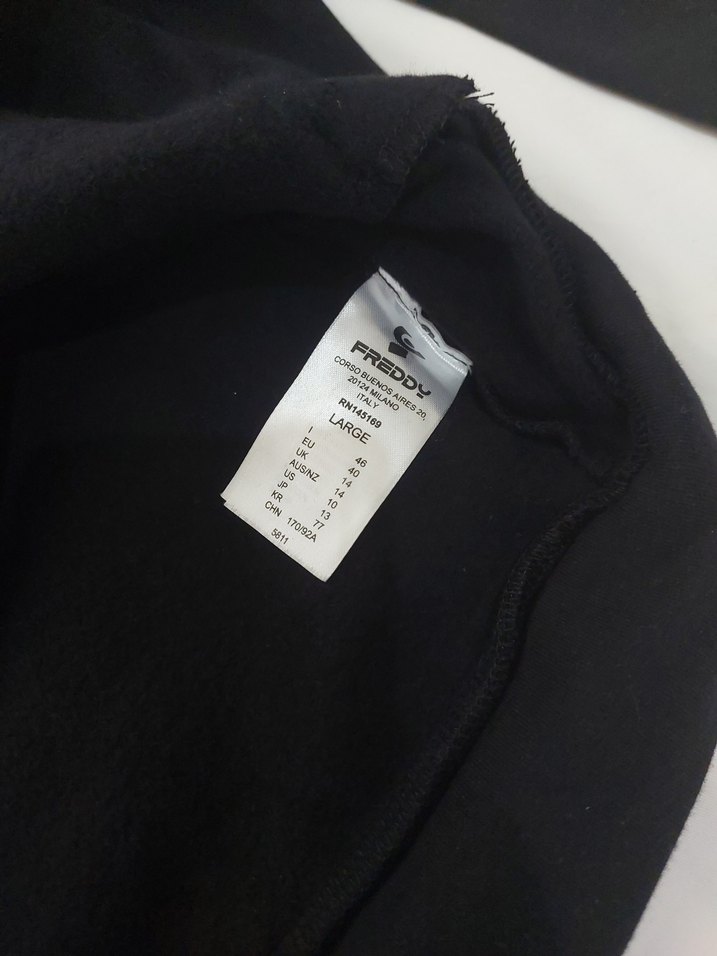 FREDDY
CORSO BUENOS AIRES 20,
20124 MILANO
ITALY
RN145169
LARGE
I 46
EU 40
UK 14
AUS/NZ 14
US 10
JP 13
KR 77
CHN 170/92A
5811